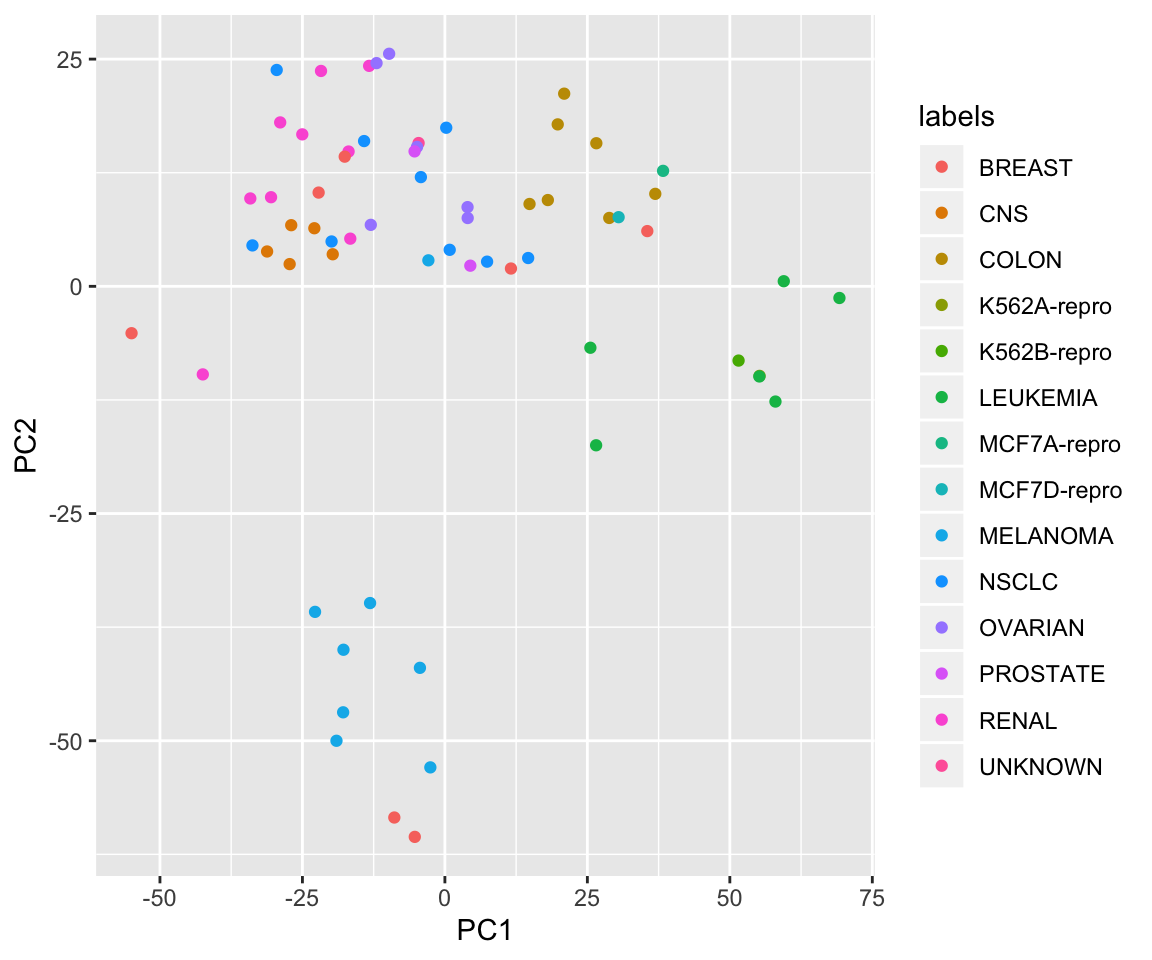 25
0
-25
-50
PC2
-50
-25
0
25
50
75
PC1
labels
BREAST
CNS
COLON
K562A-repro
K562B-repro
LEUKEMIA
MCF7A-repro
MCF7D-repro
MELANOMA
NSCLC
OVARIAN
PROSTATE
RENAL
UNKNOWN